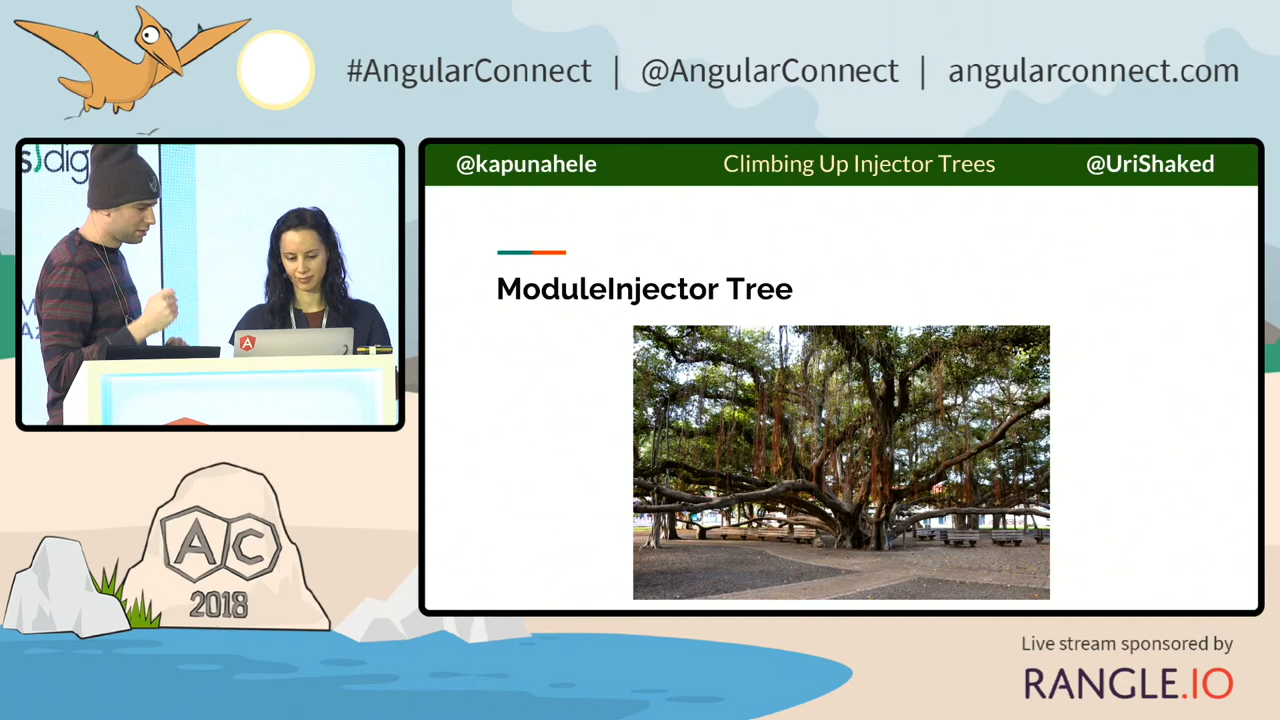 #AngularConnect | @AngularConnect | angularconnect.com
@kapunahele Climbing Up Injector Trees @UriShaked
ModuleInjector Tree
AC
2018
Live stream sponsored by
RANGLE.IO